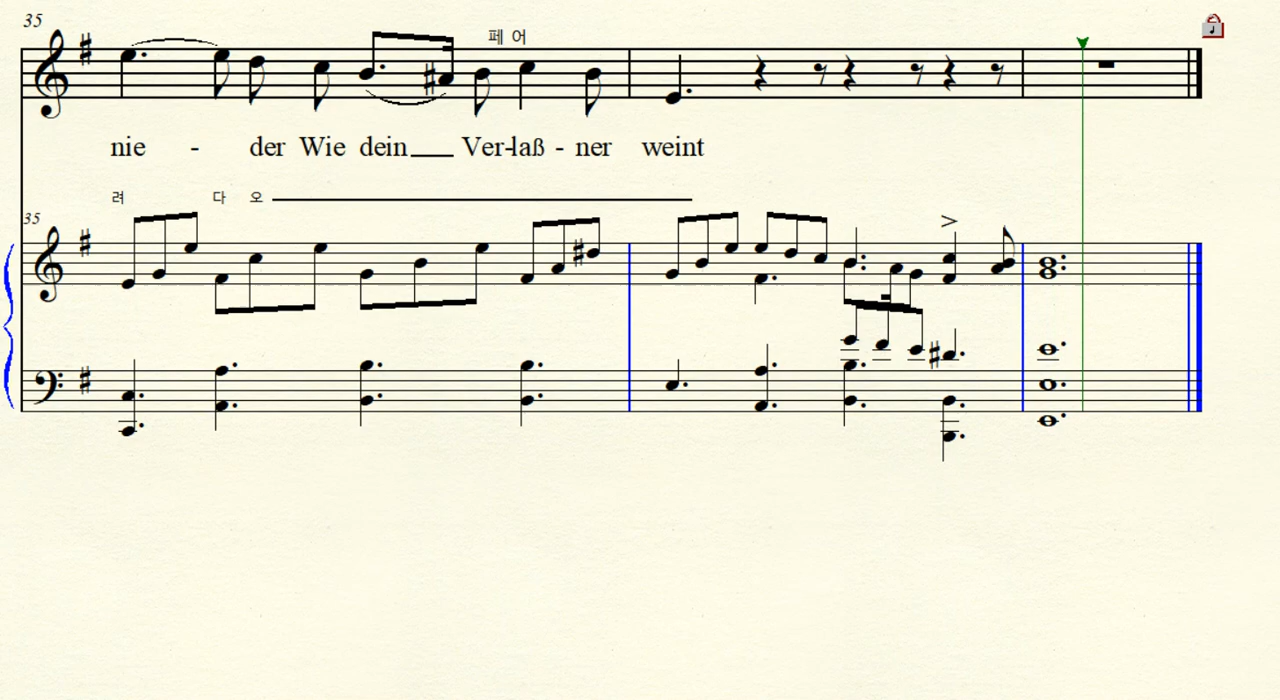 35
페 어
nie - der Wie dein Ver-laß - ner weint
려 다 오
35